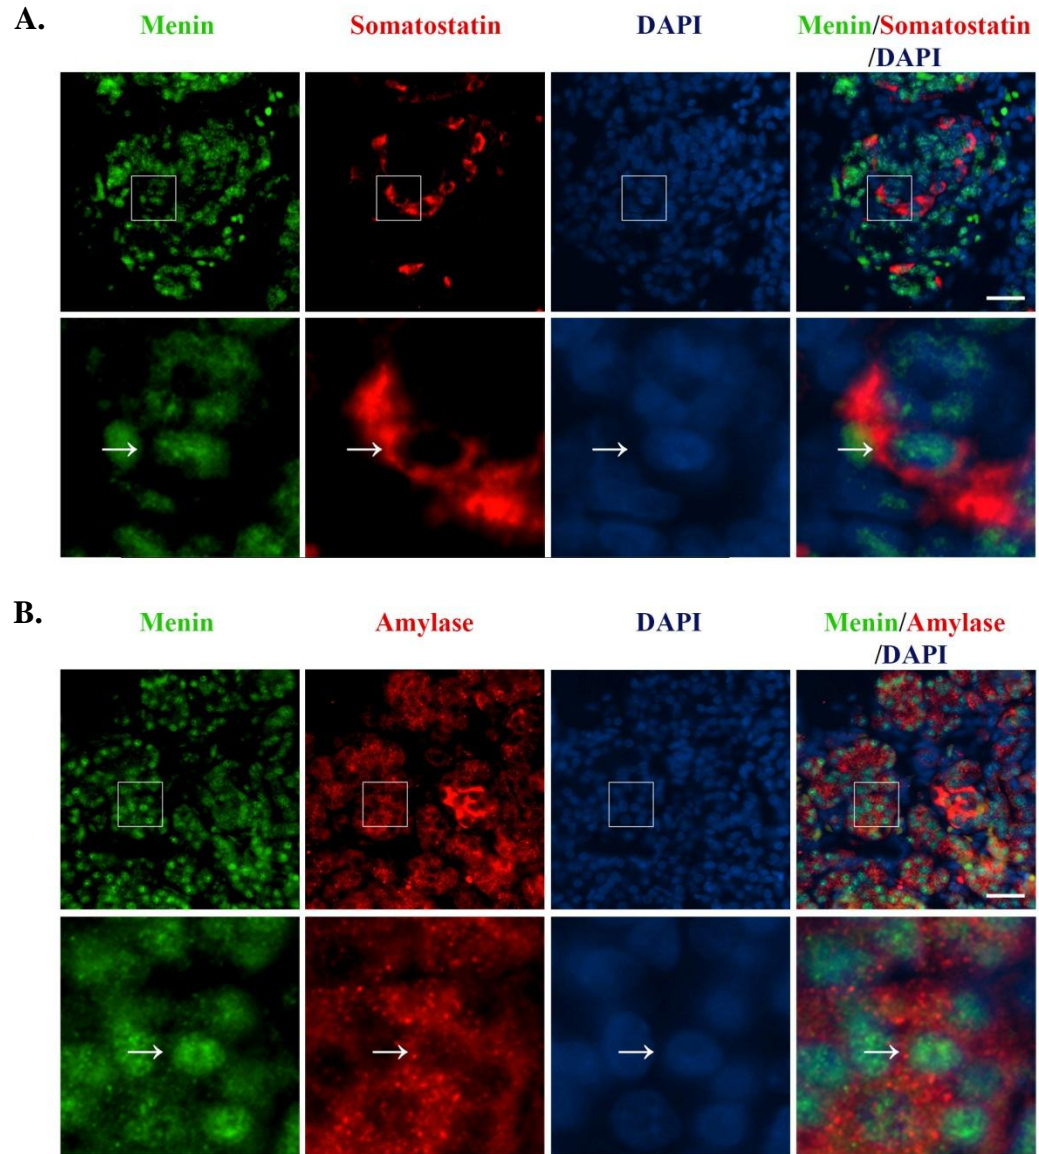 A.
Menin Somatostatin DAPI Menin/Somatostatin
/DAPI
B.
Menin Amylase DAPI Menin/Amylase
/DAPI